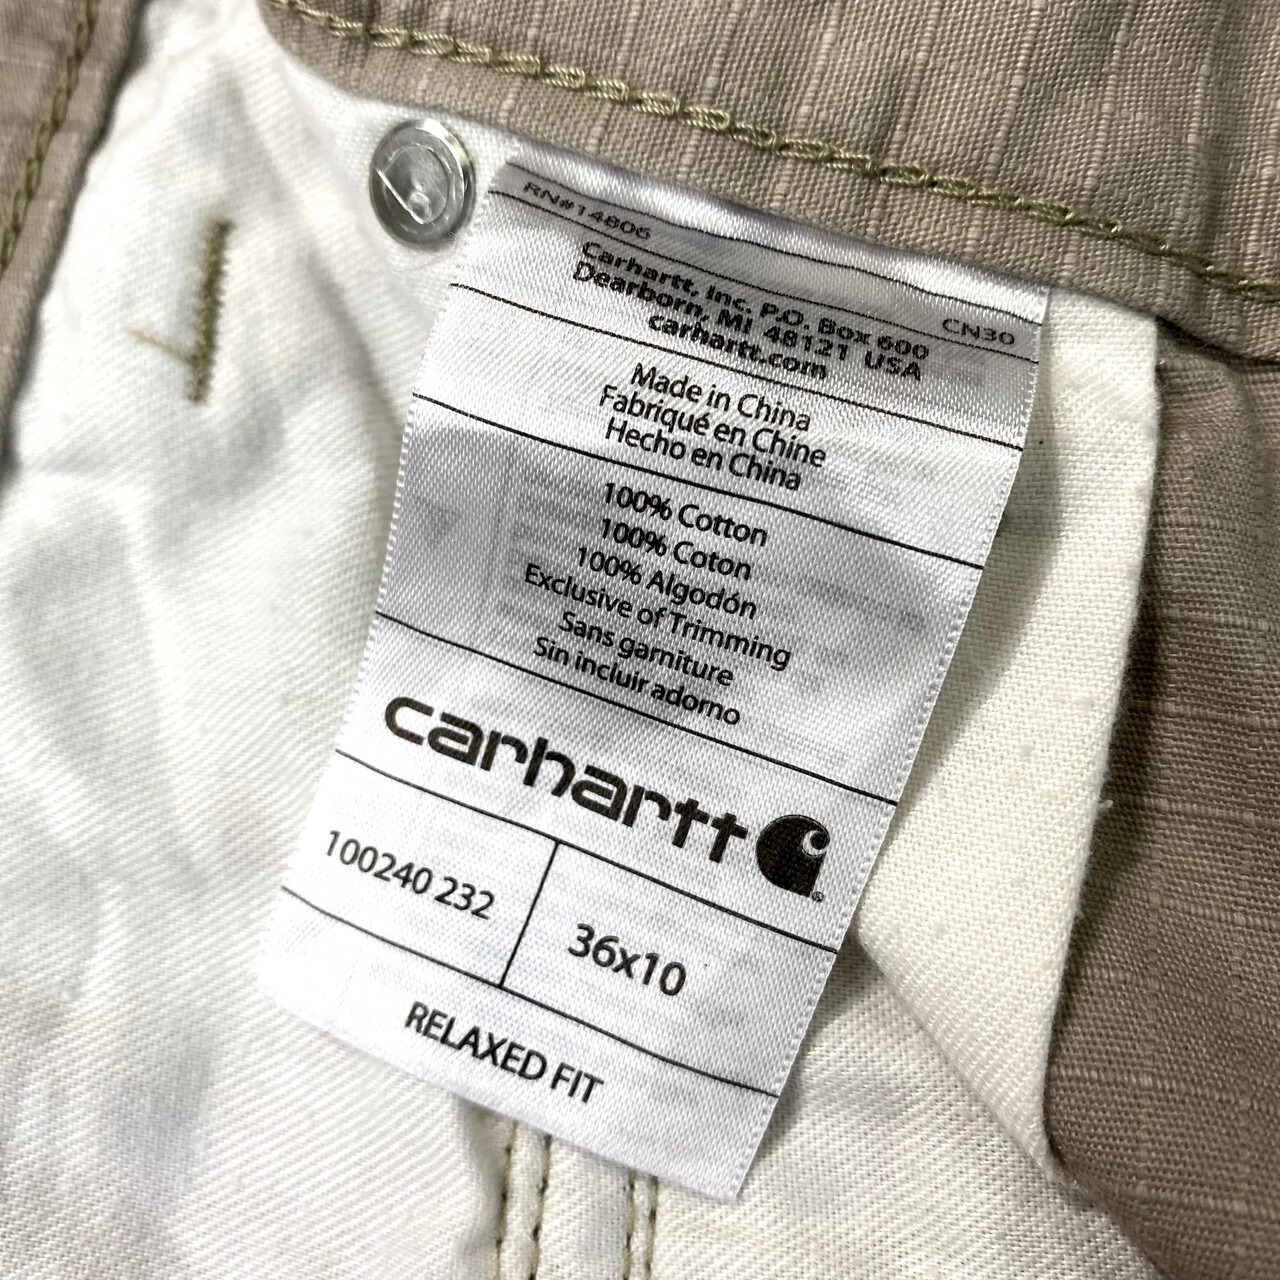 RN#14806
CN30
Carhartt, Inc. P.O. Box 600
Dearborn, MI 48121 USA
carhartt.com
Made in China
Fabriqué en Chine
Hecho en China
100% Cotton
100% Coton
100% Algodón
Exclusive of Trimming
Sans garniture
Sin incluir adorno
carhartt
100240 232
36x10
RELAXED FIT